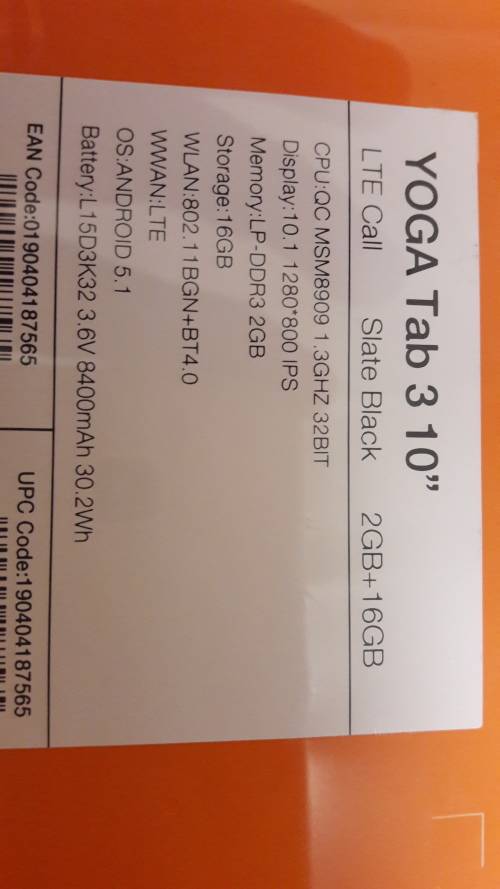 YOGA Tab 3 10”
LTE Call Slate Black 2GB+16GB
CPU:QC MSM8909 1.3GHZ 32BIT
Display:10.1 1280*800 IPS
Memory:LP-DDR3 2GB
Storage:16GB
WLAN:802.11BGN+BT4.0
WWAN:LTE
OS:ANDROID 5.1
Battery:L15D3K32 3.6V 8400mAh 30.2Wh
EAN Code:0190404187565
UPC Code:190404187565